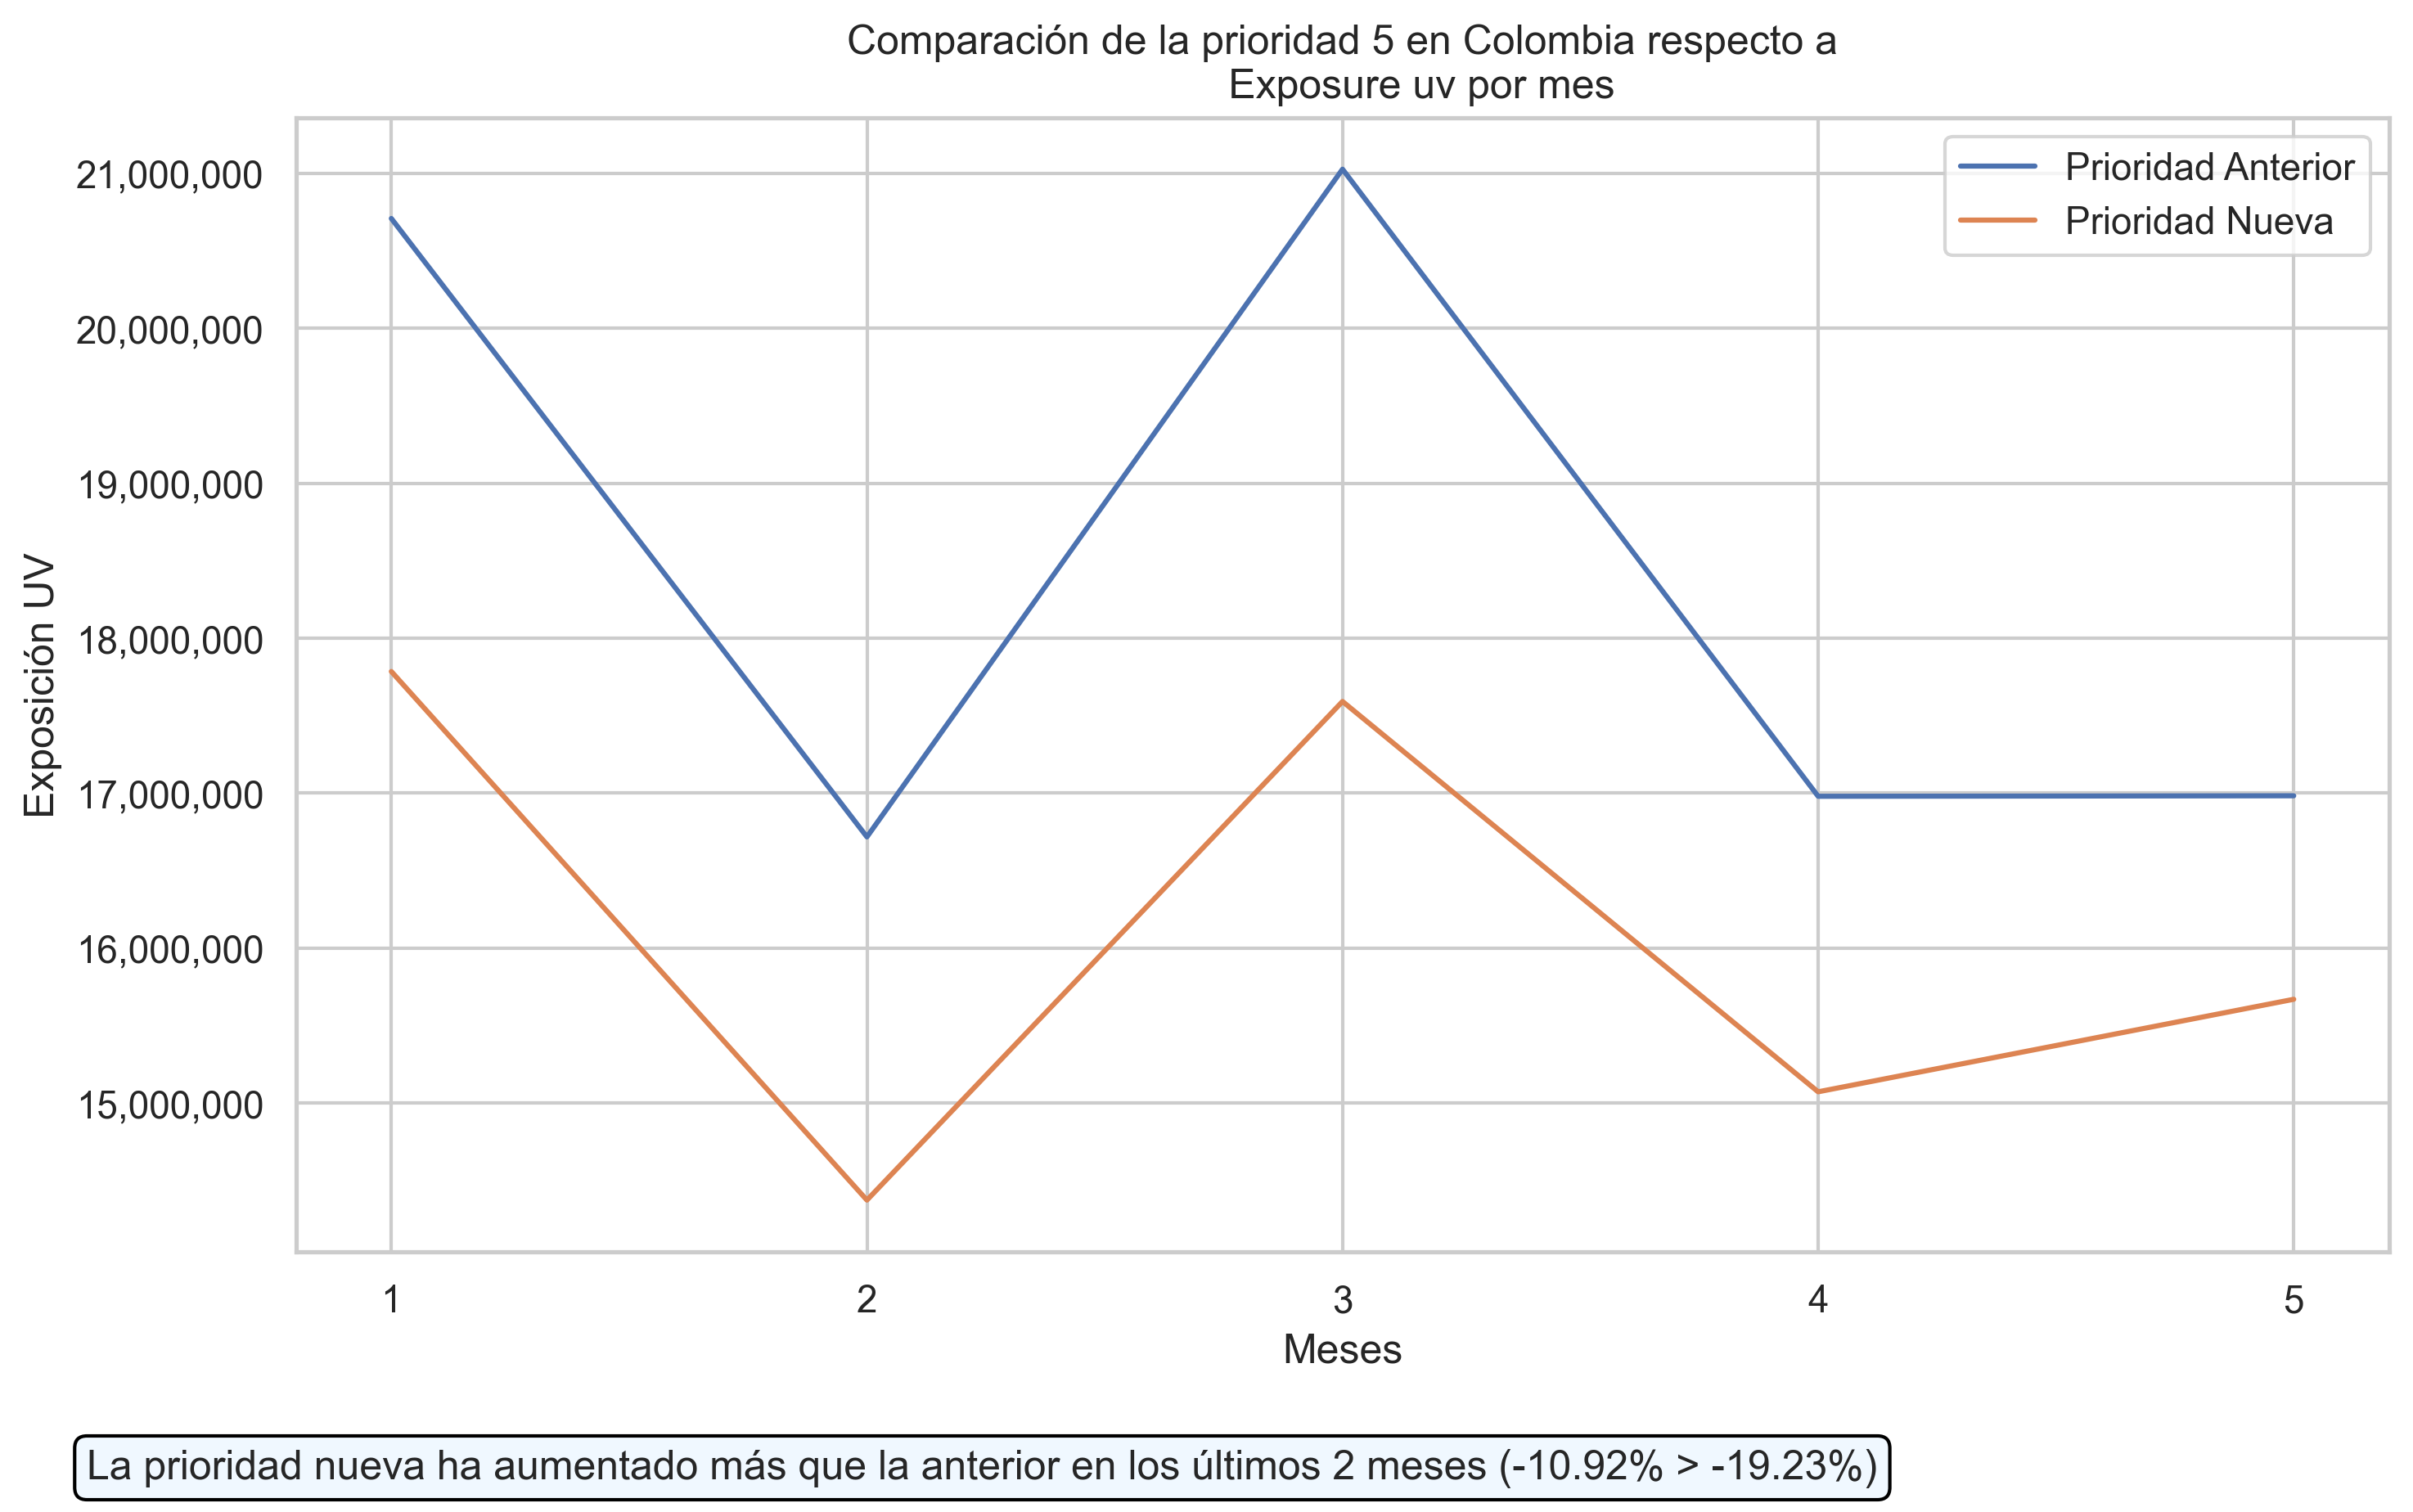 Comparación de la prioridad 5 en Colombia respecto a
Exposure uv por mes
Prioridad Anterior
Prioridad Nueva
21,000,000
20,000,000
19,000,000
18,000,000
17,000,000
16,000,000
15,000,000
Exposición UV
1 2 3 4 5
Meses
La prioridad nueva ha aumentado más que la anterior en los últimos 2 meses (-10.92% > -19.23%)